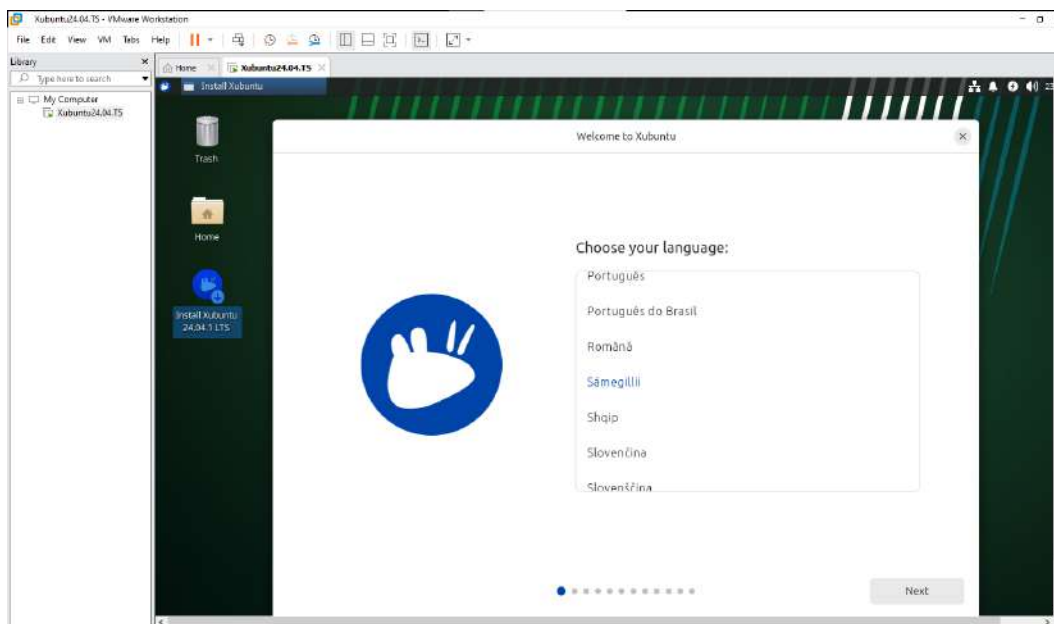 Xubuntu24.04.TS - VMware Workstation
File Edit View VM Tabs Help
Library
Type here to search
My Computer
Xubuntu24.04.TS
Home
Xubuntu24.04.TS
Install Xubuntu
Trash
Home
Install Xubuntu
24.04.1 LTS
Welcome to Xubuntu
Choose your language:
Português
Português do Brasil
Română
Sámegillii
Shqip
Slovenčina
Slovenščina
Next